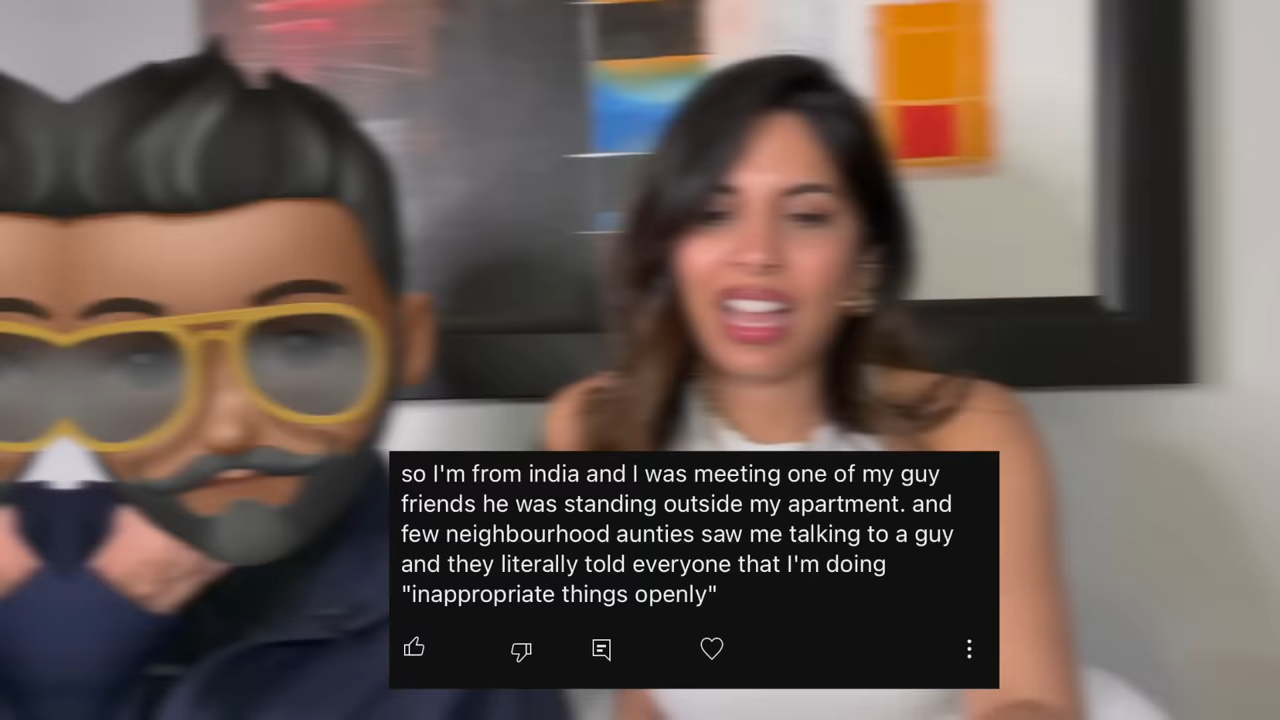 so I'm from india and I was meeting one of my guy
friends he was standing outside my apartment. and
few neighbourhood aunties saw me talking to a guy
and they literally told everyone that I'm doing
"inappropriate things openly"